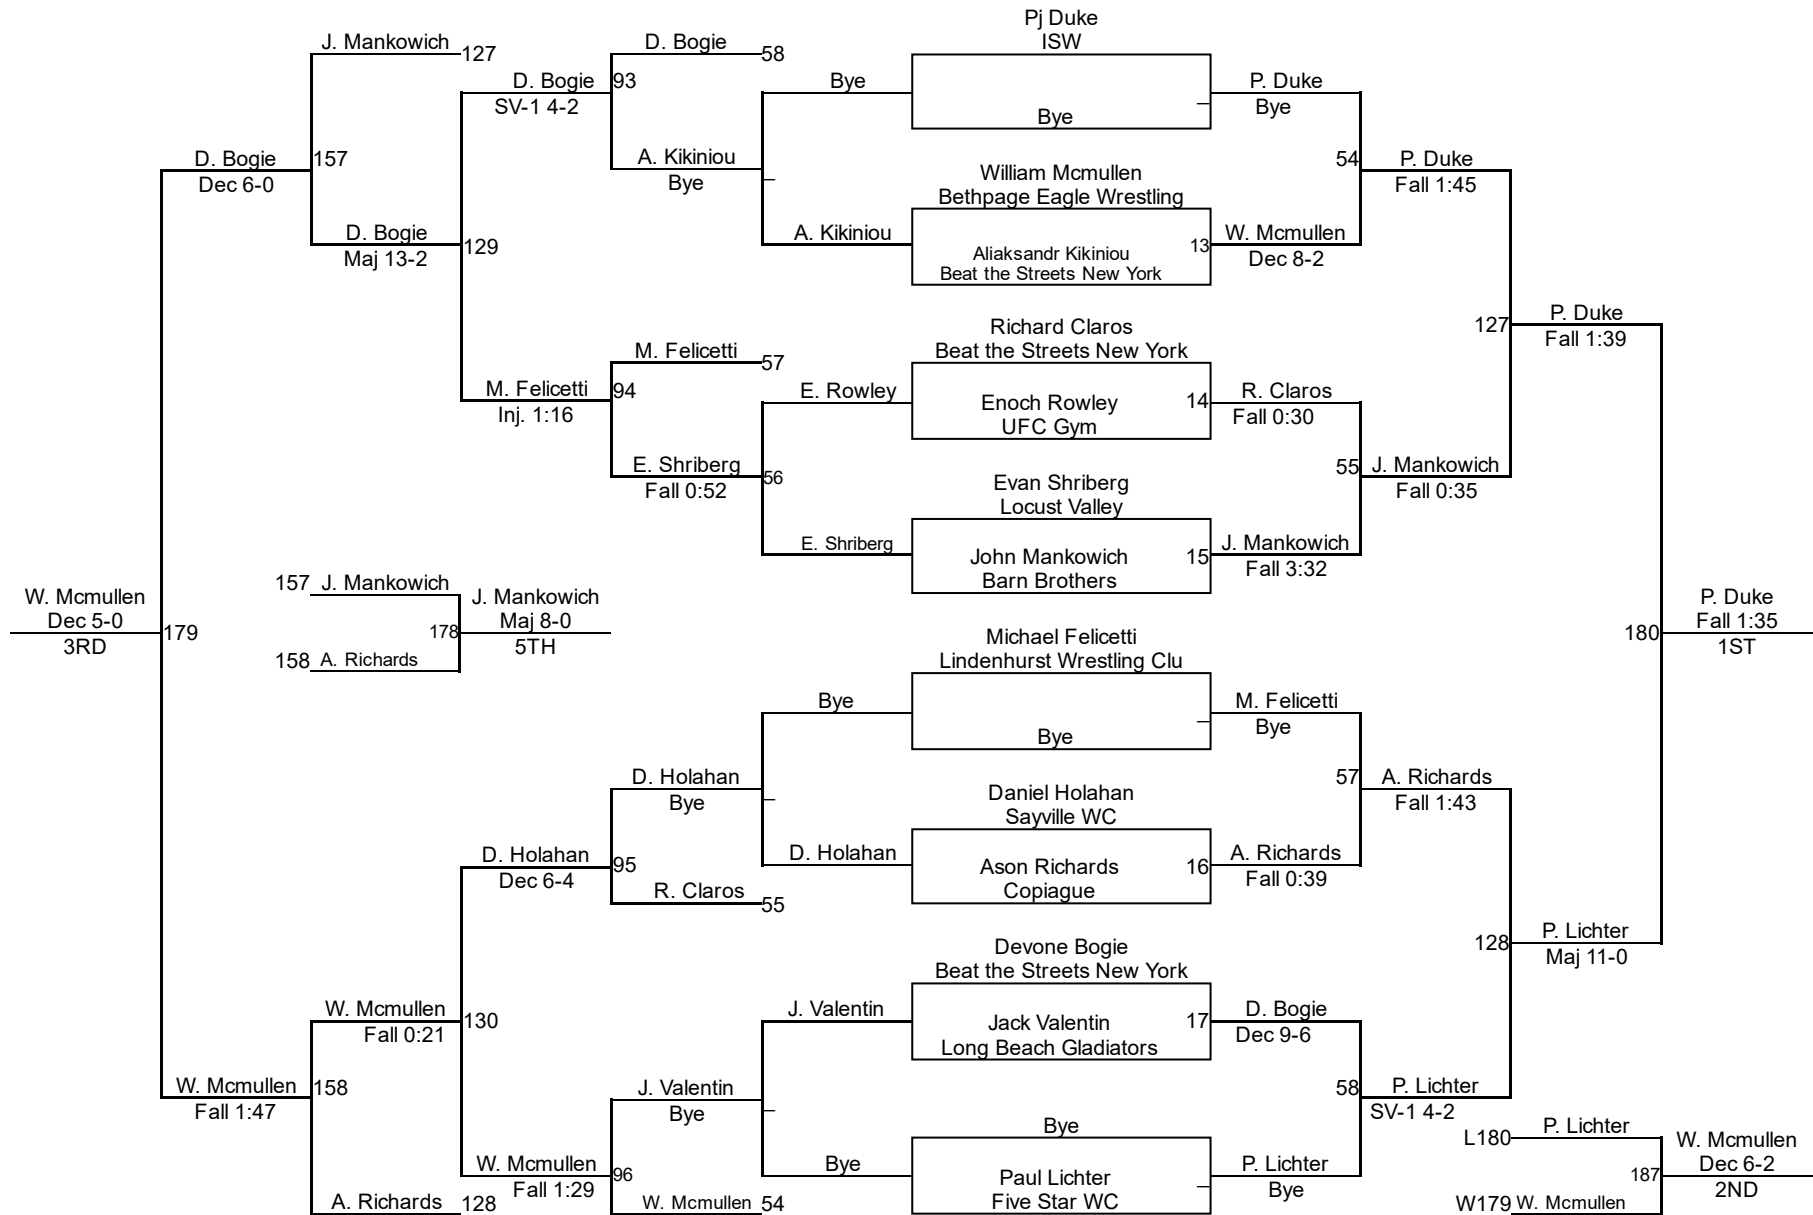 Pj Duke
ISW
J. Mankowich
127
D. Bogie
58
D. Bogie
93
SV-1 4-2
Bye
P. Duke
Bye
Bye
D. Bogie
157
Dec 6-0
A. Kikiniou
Bye
54
P. Duke
Fall 1:45
William Mcmullen
Bethpage Eagle Wrestling
D. Bogie
129
Maj 13-2
A. Kikiniou
Aliaksandr Kikiniou
Beat the Streets New York
13
W. Mcmullen
Dec 8-2
Richard Claros
Beat the Streets New York
127
P. Duke
Fall 1:39
M. Felicetti
57
M. Felicetti
94
Inj. 1:16
E. Rowley
Enoch Rowley
UFC Gym
14
R. Claros
Fall 0:30
E. Shriberg
56
Fall 0:52
55
J. Mankowich
Fall 0:35
Evan Shriberg
Locust Valley
E. Shriberg
John Mankowich
Barn Brothers
15
J. Mankowich
Fall 3:32
W. Mcmullen
Dec 5-0
3RD
179
157
J. Mankowich
158
A. Richards
178
J. Mankowich
Maj 8-0
5TH
180
P. Duke
Fall 1:35
1ST
Michael Felicetti
Lindenhurst Wrestling Clu
Bye
Bye
M. Felicetti
Bye
D. Holahan
Bye
57
A. Richards
Fall 1:43
Daniel Holahan
Sayville WC
D. Holahan
95
Dec 6-4
D. Holahan
Ason Richards
Copiague
16
A. Richards
Fall 0:39
R. Claros
55
Devone Bogie
Beat the Streets New York
128
P. Lichter
Maj 11-0
W. Mcmullen
130
Fall 0:21
J. Valentin
Jack Valentin
Long Beach Gladiators
17
D. Bogie
Dec 9-6
W. Mcmullen
158
Fall 1:47
J. Valentin
Bye
58
P. Lichter
SV-1 4-2
Bye
W. Mcmullen
96
Fall 1:29
Bye
Paul Lichter
Five Star WC
P. Lichter
Bye
A. Richards
128
W. Mcmullen
54
L180
P. Lichter
W179
W. Mcmullen
187
W. Mcmullen
Dec 6-2
2ND